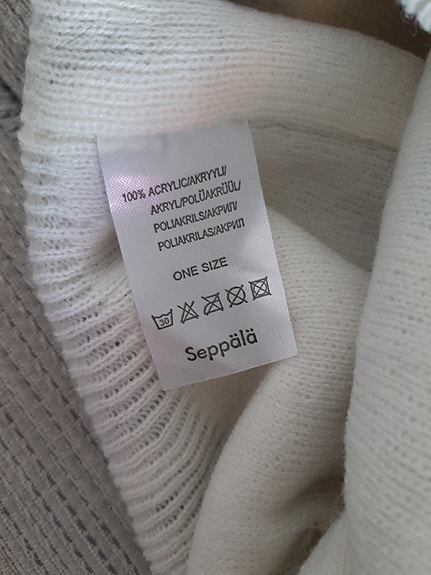 100% ACRYLIC/AKRYYLI/
AKRYL/POLÜAKRÜÜL/
POLIAKRILS/АКРИЛ/
POLIAKRILAS/АКРИЛ
ONE SIZE
30
Seppälä